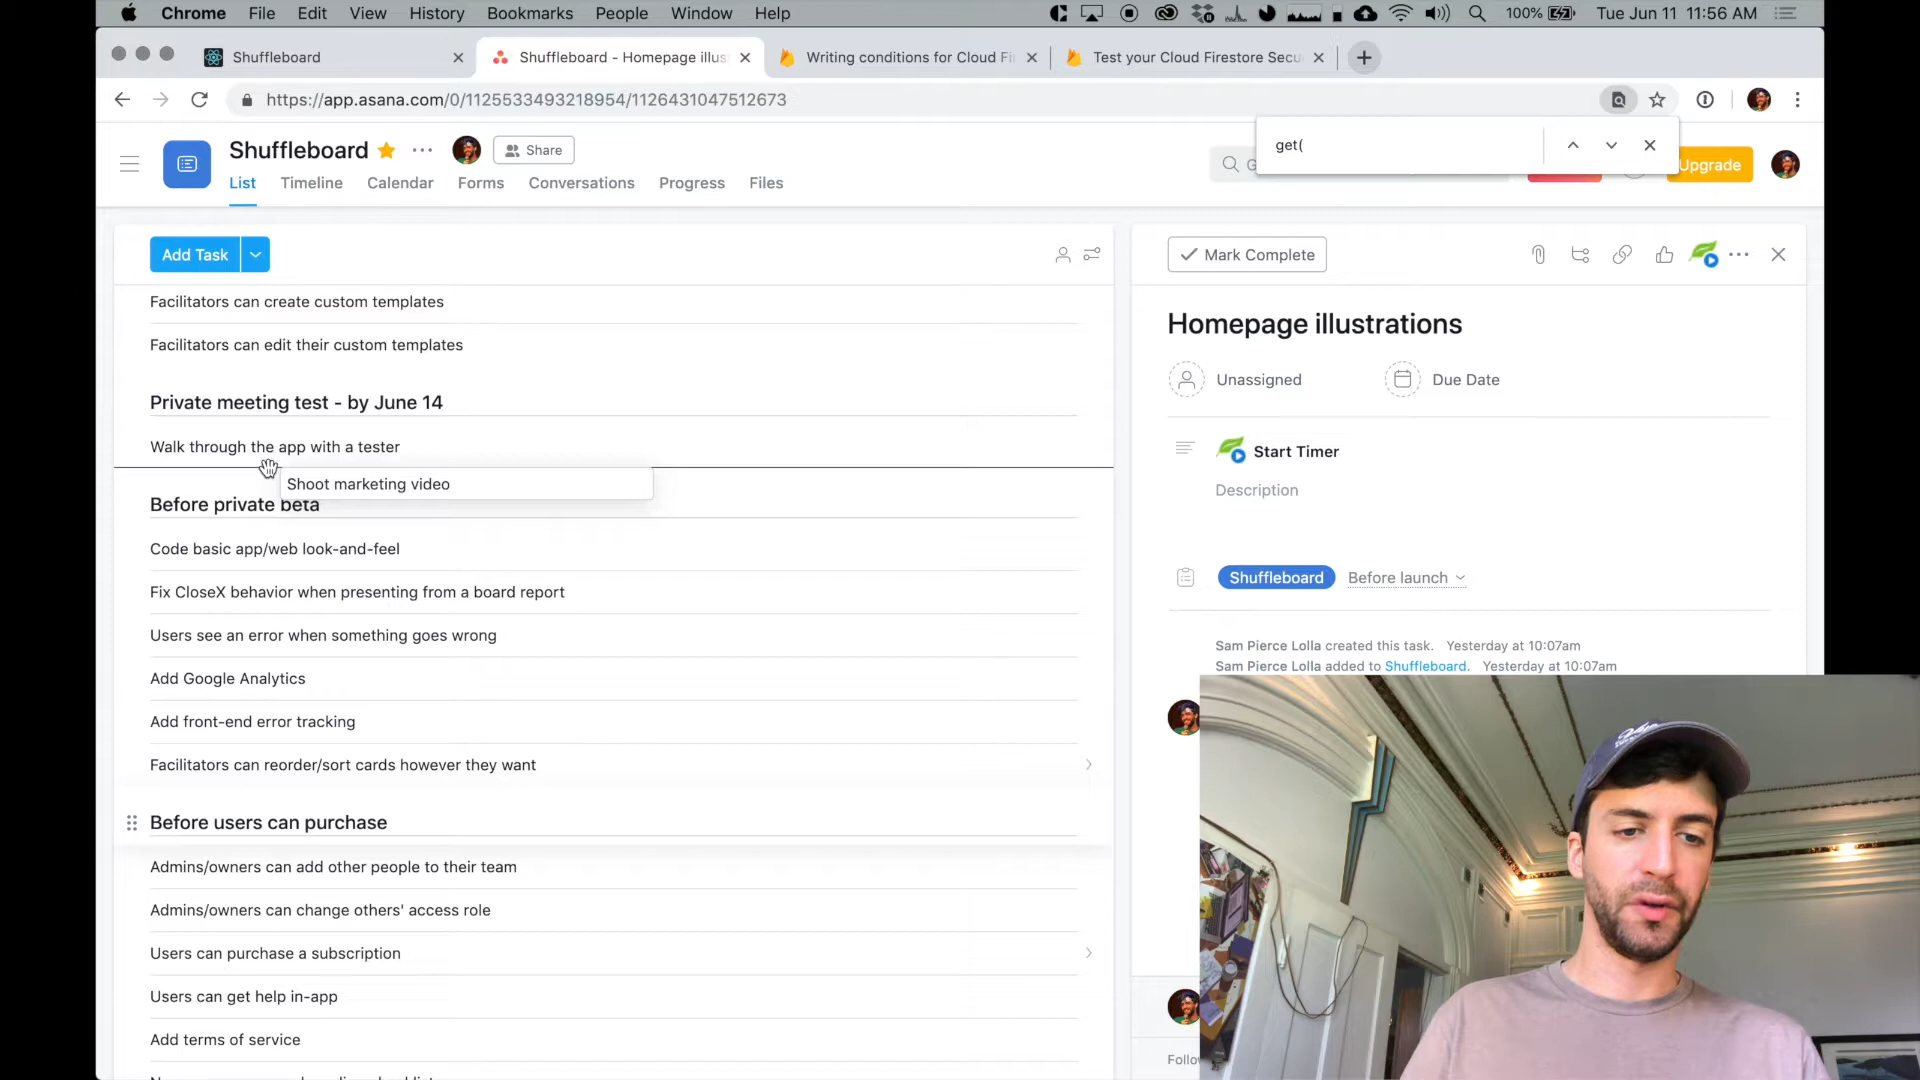 Chrome File Edit View History Bookmarks People Window Help 100% Tue Jun 11 11:56 AM
Shuffleboard
Shuffleboard - Homepage illus
Writing conditions for Cloud Fi
Test your Cloud Firestore Secu
https://app.asana.com/0/1125533493218954/1126431047512673
get(
Shuffleboard
Share
Upgrade
List Timeline Calendar Forms Conversations Progress Files
Add Task
Facilitators can create custom templates
Facilitators can edit their custom templates
Private meeting test - by June 14
Walk through the app with a tester
Shoot marketing video
Before private beta
Code basic app/web look-and-feel
Fix CloseX behavior when presenting from a board report
Users see an error when something goes wrong
Add Google Analytics
Add front-end error tracking
Facilitators can reorder/sort cards however they want
Before users can purchase
Admins/owners can add other people to their team
Admins/owners can change others' access role
Users can purchase a subscription
Users can get help in-app
Add terms of service
Mark Complete
Homepage illustrations
Unassigned
Due Date
Start Timer
Description
Shuffleboard Before launch
Sam Pierce Lolla created this task. Yesterday at 10:07am
Sam Pierce Lolla added to Shuffleboard. Yesterday at 10:07am
Follo